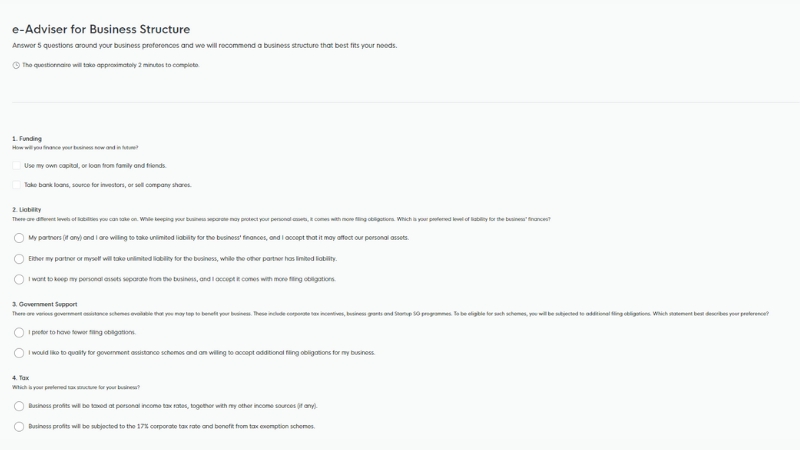 e-Adviser for Business Structure
Answer 5 questions around your business preferences and we will recommend a business structure that best fits your needs.
The questionnaire will take approximately 2 minutes to complete.
1. Funding
How will you finance your business now and in future?
Use my own capital, or loan from family and friends.
Take bank loans, source for investors, or sell company shares.
2. Liability
There are different levels of liabilities you can take on. While keeping your business separate may protect your personal assets, it comes with more filing obligations. Which is your preferred level of liability for the business' finances?
My partners (if any) and I are willing to take unlimited liability for the business' finances, and I accept that it may affect our personal assets.
Either my partner or myself will take unlimited liability for the business, while the other partner has limited liability.
I want to keep my personal assets separate from the business, and I accept it comes with more filing obligations.
3. Government Support
There are various government assistance schemes available that you may tap to benefit your business. These include corporate tax incentives, business grants and Startup SG programmes. To be eligible for such schemes, you will be subjected to additional filing obligations. Which statement best describes your preference?
I prefer to have fewer filing obligations.
I would like to qualify for government assistance schemes and am willing to accept additional filing obligations for my business.
4. Tax
Which is your preferred tax structure for your business?
Business profits will be taxed at personal income tax rates, together with my other income sources (if any).
Business profits will be subjected to the 17% corporate tax rate and benefit from tax exemption schemes.